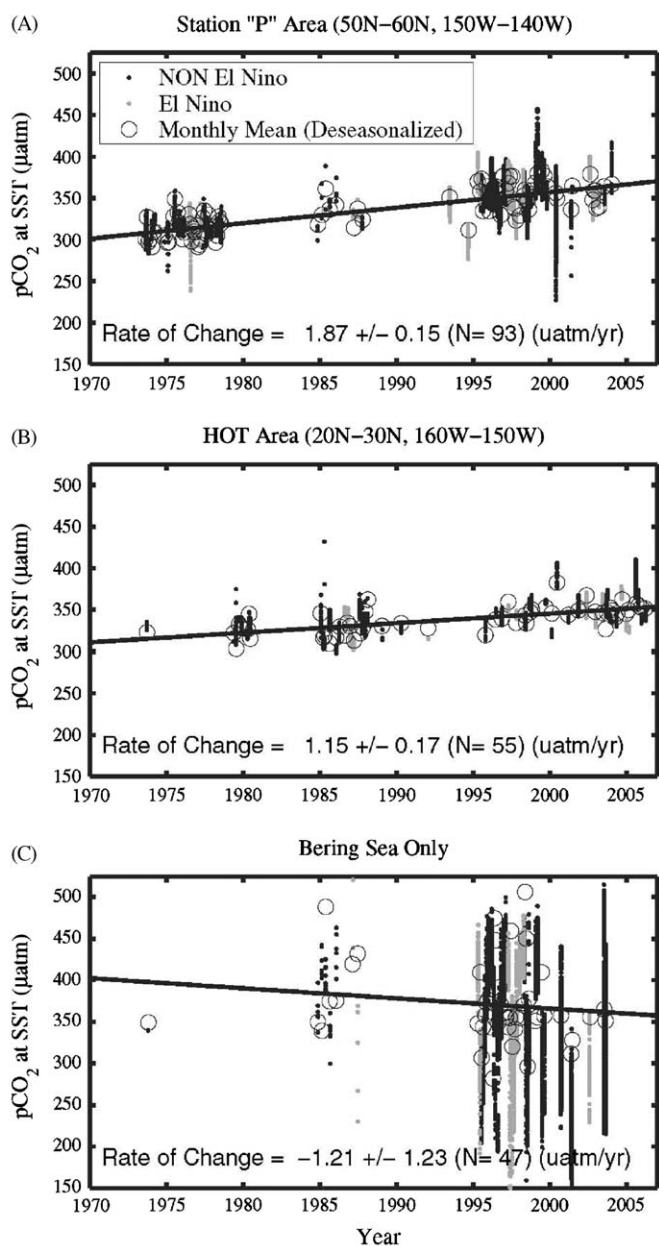 (A)
Station "P" Area (50N−60N, 150W−140W)
pCO2 at SST (µatm)
500
450
400
350
300
250
200
150
NON El Nino
El Nino
Monthly Mean (Deseasonalized)
Rate of Change = 1.87 +/− 0.15 (N= 93) (uatm/yr)
1970 1975 1980 1985 1990 1995 2000 2005
(B)
HOT Area (20N−30N, 160W−150W)
pCO2 at SST (µatm)
500
450
400
350
300
250
200
150
Rate of Change = 1.15 +/− 0.17 (N= 55) (uatm/yr)
1970 1975 1980 1985 1990 1995 2000 2005
(C)
Bering Sea Only
pCO2 at SST (µatm)
500
450
400
350
300
250
200
150
Rate of Change = −1.21 +/− 1.23 (N= 47) (uatm/yr)
1970 1975 1980 1985 1990 1995 2000 2005
Year